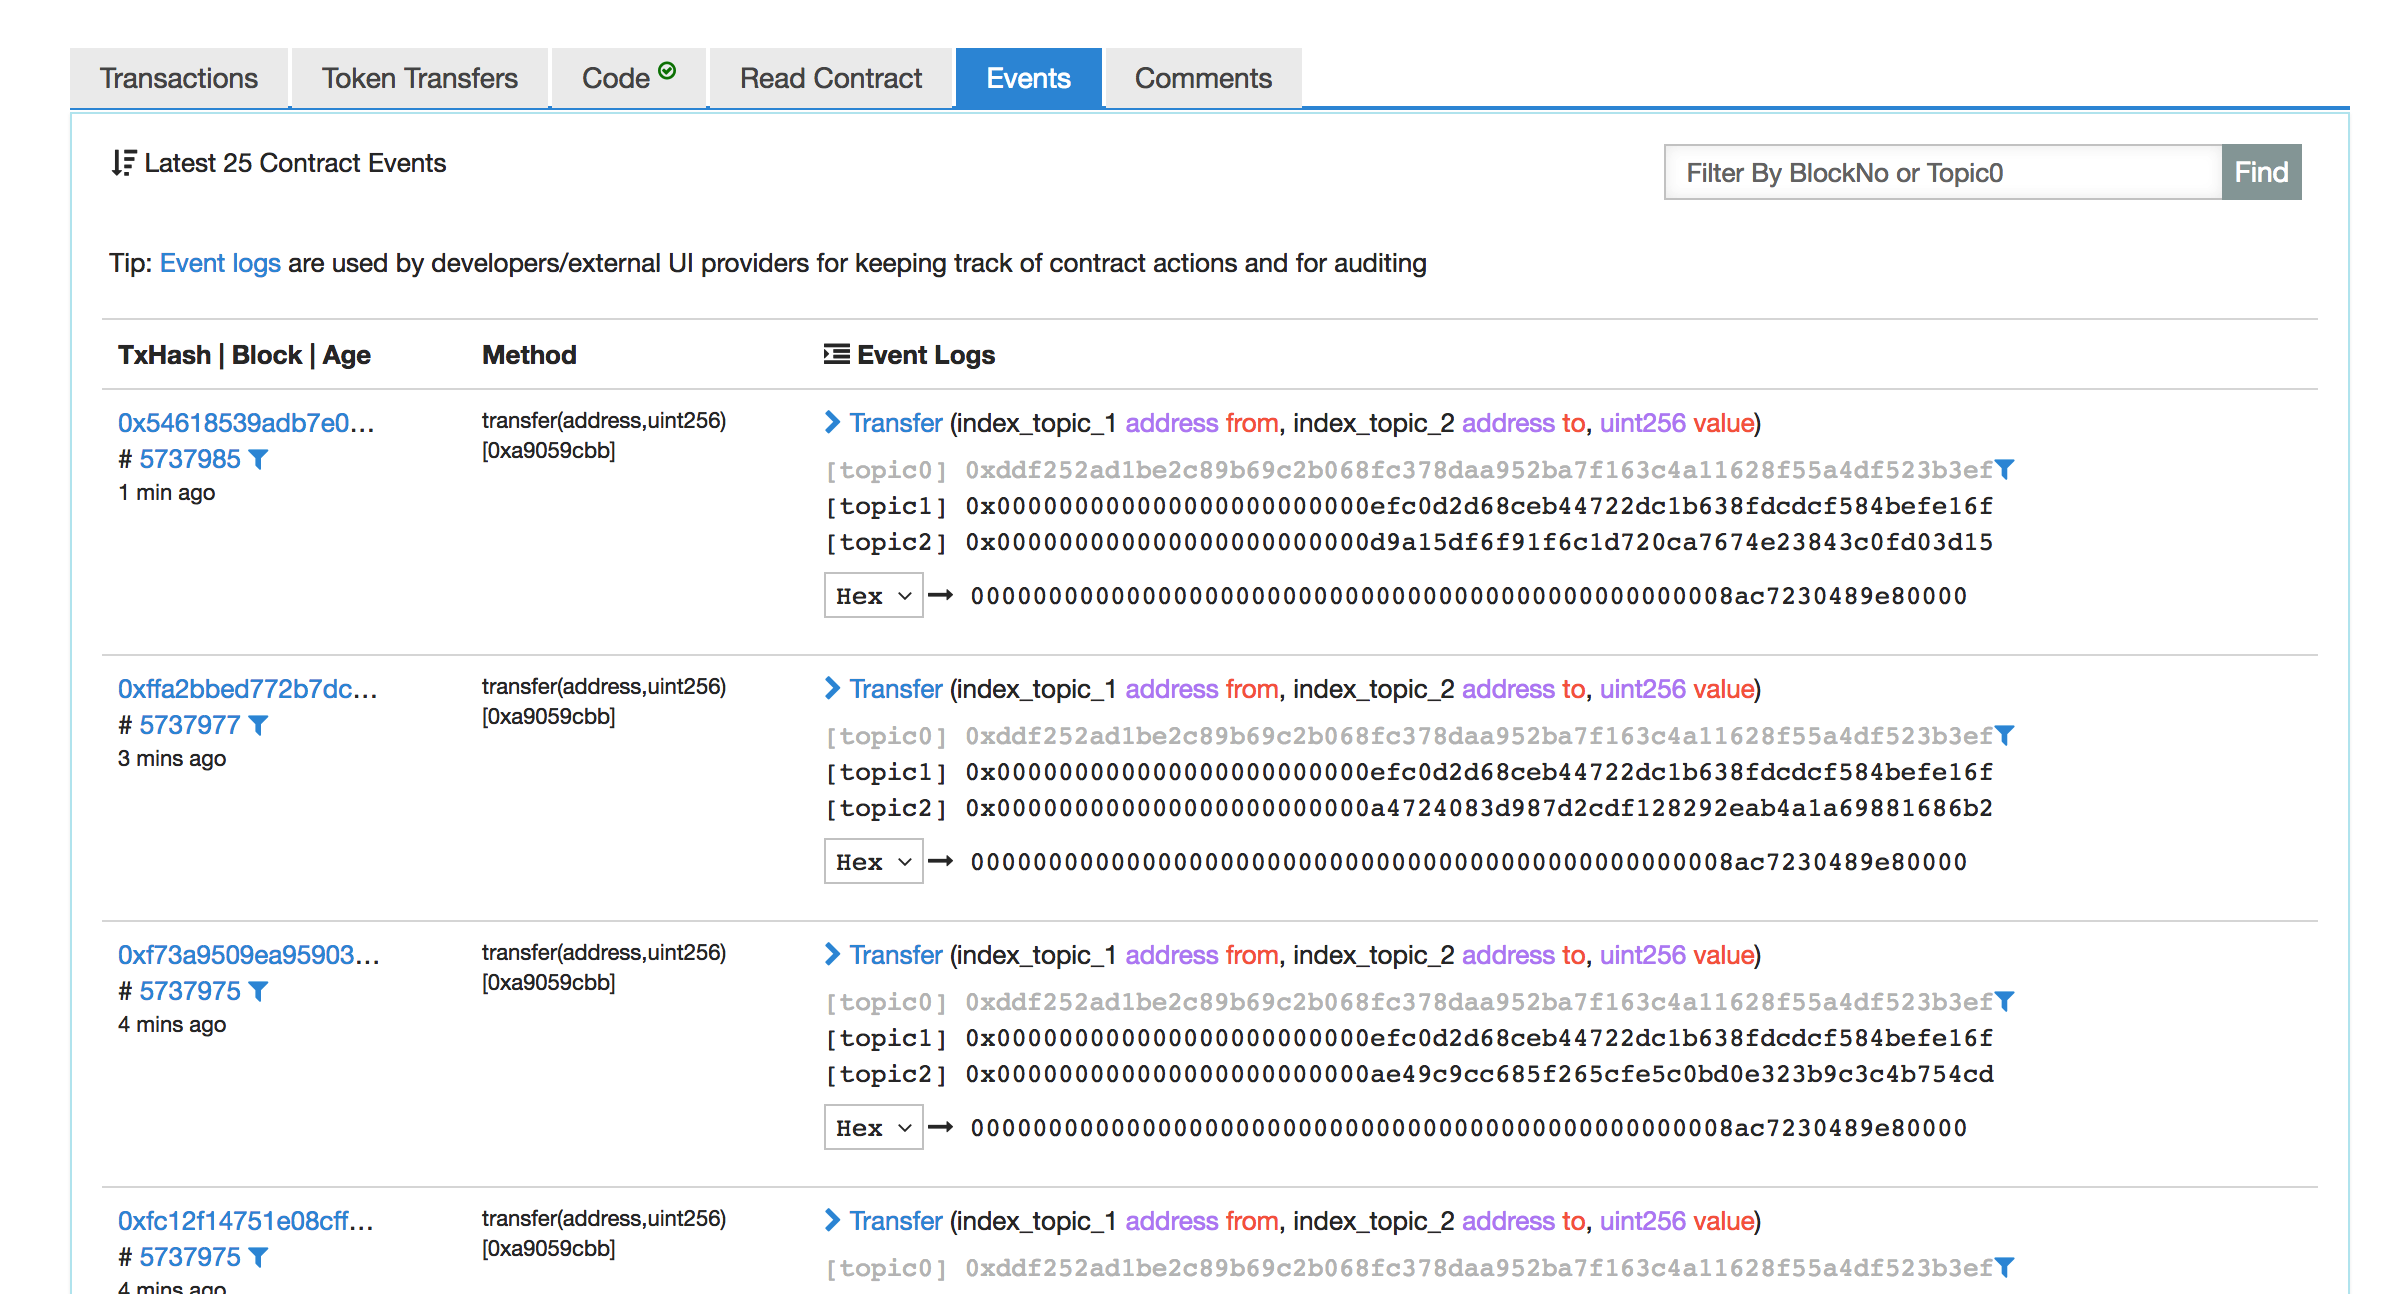 Transactions Token Transfers Code Read Contract Events Comments
Latest 25 Contract Events
Filter By BlockNo or Topic0 Find
Tip: Event logs are used by developers/external UI providers for keeping track of contract actions and for auditing
TxHash | Block | Age Method Event Logs
0x54618539adb7e0... transfer(address,uint256) Transfer (index_topic_1 address from, index_topic_2 address to, uint256 value)
# 5737985 [0xa9059cbb]
1 min ago
[topic0] 0xddf252ad1be2c89b69c2b068fc378daa952ba7f163c4a11628f55a4df523b3ef
[topic1] 0x000000000000000000000000efc0d2d68ceb44722dc1b638fdcdcf584befe16f
[topic2] 0x000000000000000000000000d9a15df6f91f6c1d720ca7674e23843c0fd03d15
Hex 0000000000000000000000000000000000000000000000008ac7230489e80000
0xffa2bbed772b7dc... transfer(address,uint256) Transfer (index_topic_1 address from, index_topic_2 address to, uint256 value)
# 5737977 [0xa9059cbb]
3 mins ago
[topic0] 0xddf252ad1be2c89b69c2b068fc378daa952ba7f163c4a11628f55a4df523b3ef
[topic1] 0x000000000000000000000000efc0d2d68ceb44722dc1b638fdcdcf584befe16f
[topic2] 0x000000000000000000000000a4724083d987d2cdf128292eab4a1a69881686b2
Hex 0000000000000000000000000000000000000000000000008ac7230489e80000
0xf73a9509ea95903... transfer(address,uint256) Transfer (index_topic_1 address from, index_topic_2 address to, uint256 value)
# 5737975 [0xa9059cbb]
4 mins ago
[topic0] 0xddf252ad1be2c89b69c2b068fc378daa952ba7f163c4a11628f55a4df523b3ef
[topic1] 0x000000000000000000000000efc0d2d68ceb44722dc1b638fdcdcf584befe16f
[topic2] 0x000000000000000000000000ae49c9cc685f265cfe5c0bd0e323b9c3c4b754cd
Hex 0000000000000000000000000000000000000000000000008ac7230489e80000
0xfc12f14751e08cff... transfer(address,uint256) Transfer (index_topic_1 address from, index_topic_2 address to, uint256 value)
# 5737975 [0xa9059cbb]
[topic0] 0xddf252ad1be2c89b69c2b068fc378daa952ba7f163c4a11628f55a4df523b3ef
4 mins ago